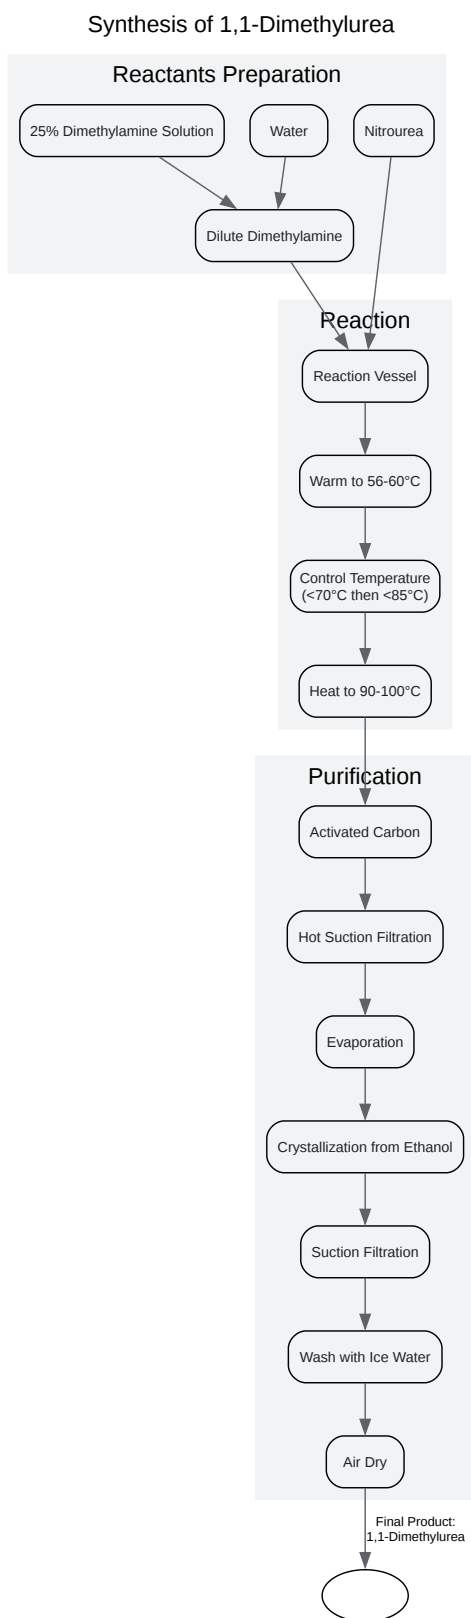 Synthesis of 1,1-Dimethylurea
Reactants Preparation
25% Dimethylamine Solution
Water
Nitrourea
Dilute Dimethylamine
Reaction
Reaction Vessel
Warm to 56-60°C
Control Temperature
(<70°C then <85°C)
Heat to 90-100°C
Purification
Activated Carbon
Hot Suction Filtration
Evaporation
Crystallization from Ethanol
Suction Filtration
Wash with Ice Water
Air Dry
Final Product:
1,1-Dimethylurea